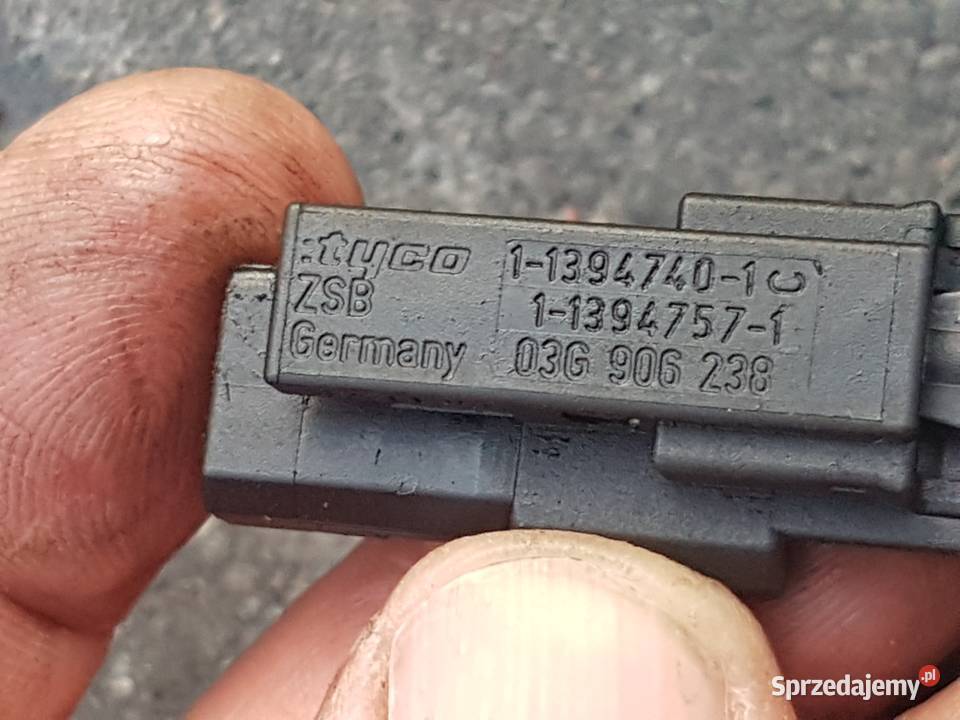 :tyco 1-1394740-1 C
ZSB 1-1394757-1
Germany 03G 906 238
Sprzedajemy.pl